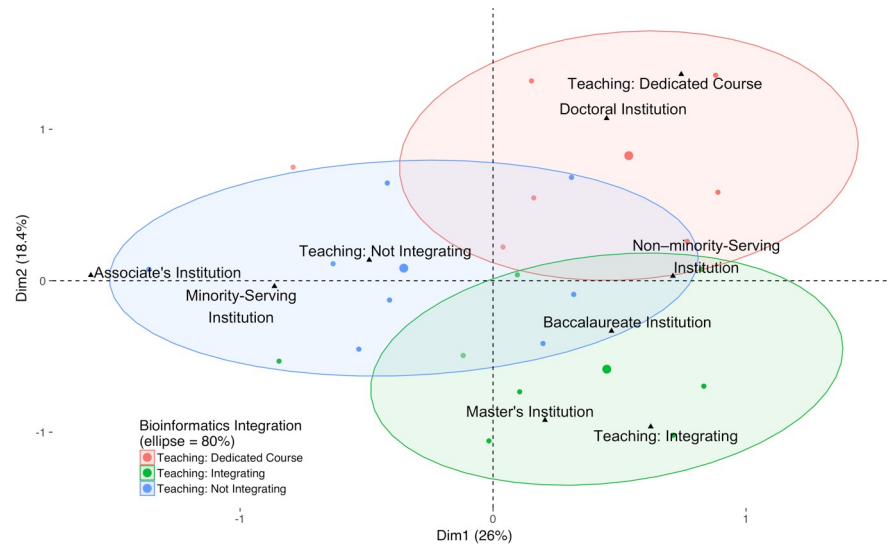 Teaching: Dedicated Course
Doctoral Institution
1
Dim2 (18.4%)
Non–minority-Serving
Institution
Teaching: Not Integrating
Associate's Institution
0
Minority-Serving
Institution
Baccalaureate Institution
Master's Institution
Teaching: Integrating
-1
Bioinformatics Integration
(ellipse = 80%)
Teaching: Dedicated Course
Teaching: Integrating
Teaching: Not Integrating
-1
0
1
Dim1 (26%)